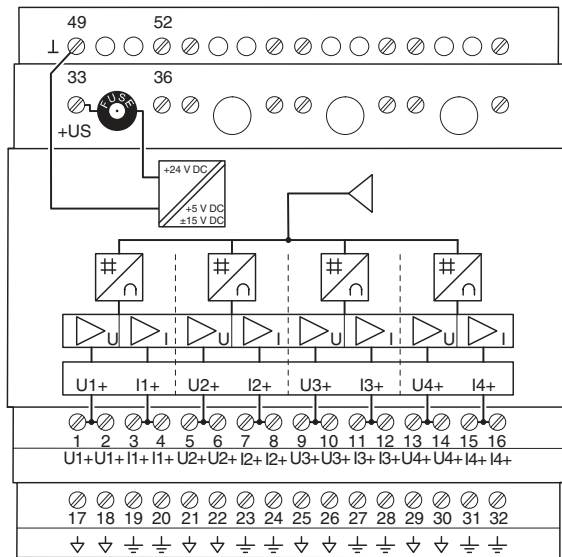 49 52
⊥
33 36
FUSE
+US
+24 V DC
+5 V DC
±15 V DC
# # # #
∩ ∩ ∩ ∩
U I U I U I U I
U1+ I1+ U2+ I2+ U3+ I3+ U4+ I4+
1 2 3 4 5 6 7 8 9 10 11 12 13 14 15 16
U1+ U1+ I1+ I1+ U2+ U2+ I2+ I2+ U3+ U3+ I3+ I3+ U4+ U4+ I4+ I4+
17 18 19 20 21 22 23 24 25 26 27 28 29 30 31 32